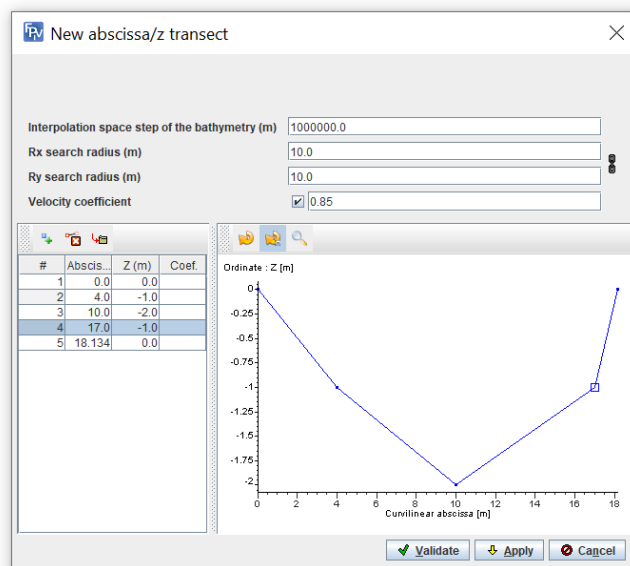 New abscissa/z transect
Interpolation space step of the bathymetry (m) 1000000.0
Rx search radius (m) 10.0
Ry search radius (m) 10.0
Velocity coefficient 0.85
# Abscis... Z (m) Coef.
1 0.0 0.0
2 4.0 -1.0
3 10.0 -2.0
4 17.0 -1.0
5 18.134 0.0
Ordinate : Z [m]
0
-0.25
-0.5
-0.75
-1
-1.25
-1.5
-1.75
-2
0 2 4 6 8 10 12 14 16 18
Curvilinear abscissa [m]
Validate Apply Cancel